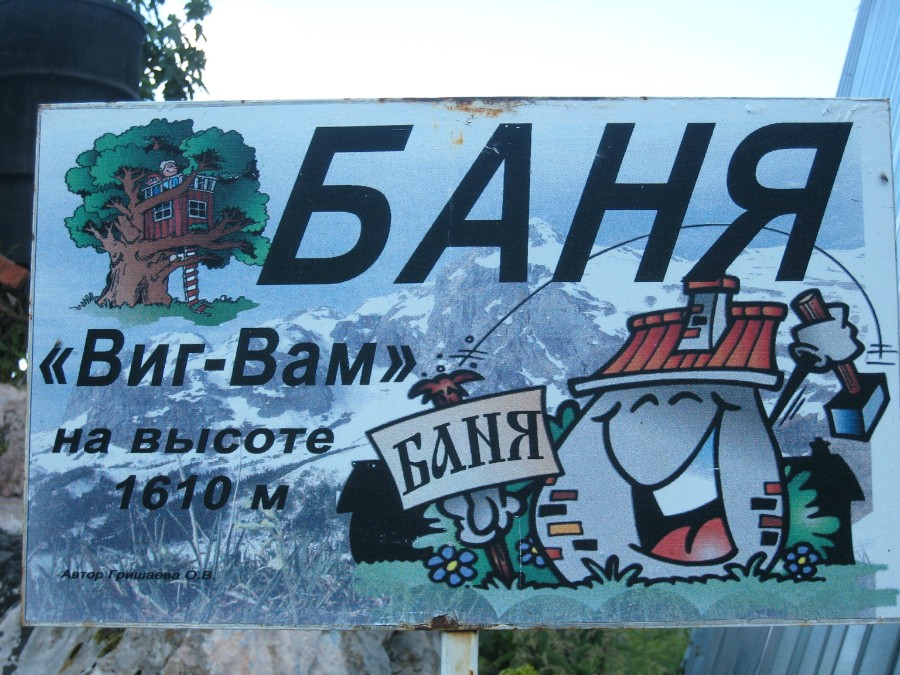 БАНЯ
«Виг-Вам»
на высоте
1610 м
БАНЯ
Автор Гришаева О.В.